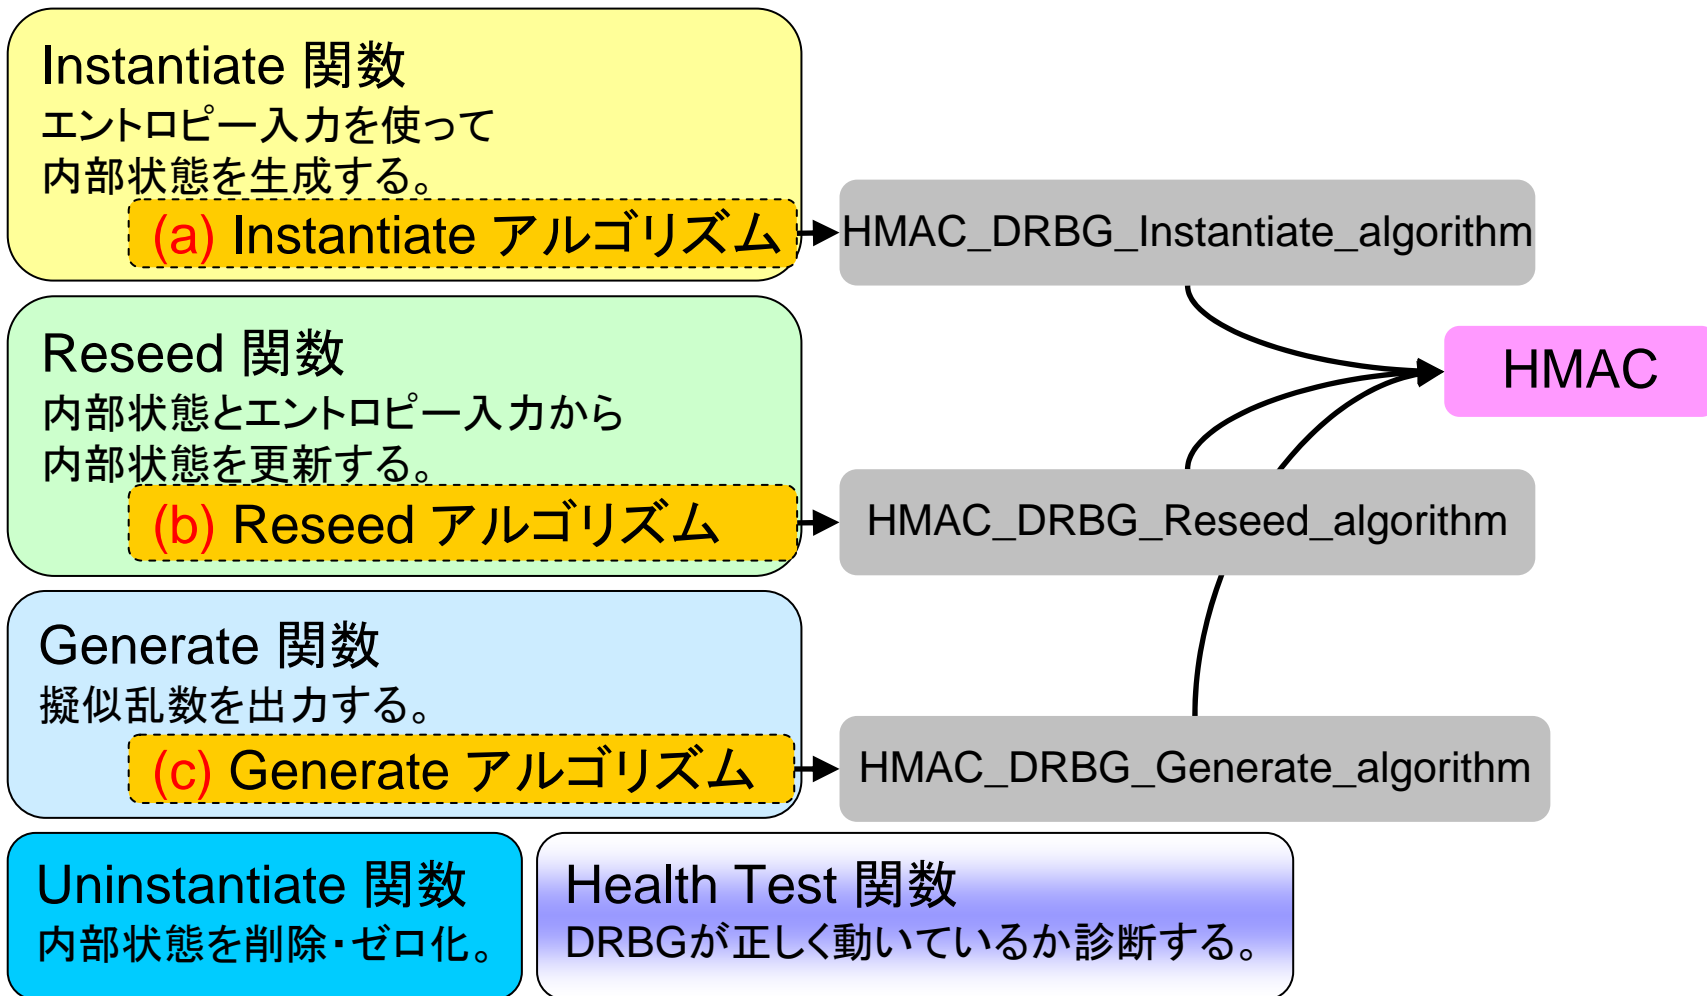 Instantiate 関数
エントロピー入力を使って
内部状態を生成する。
(a) Instantiate アルゴリズム
HMAC_DRBG_Instantiate_algorithm
Reseed 関数
内部状態とエントロピー入力から
内部状態を更新する。
(b) Reseed アルゴリズム
HMAC_DRBG_Reseed_algorithm
HMAC
Generate 関数
擬似乱数を出力する。
(c) Generate アルゴリズム
HMAC_DRBG_Generate_algorithm
Uninstantiate 関数
内部状態を削除・ゼロ化。
Health Test 関数
DRBGが正しく動いているか診断する。